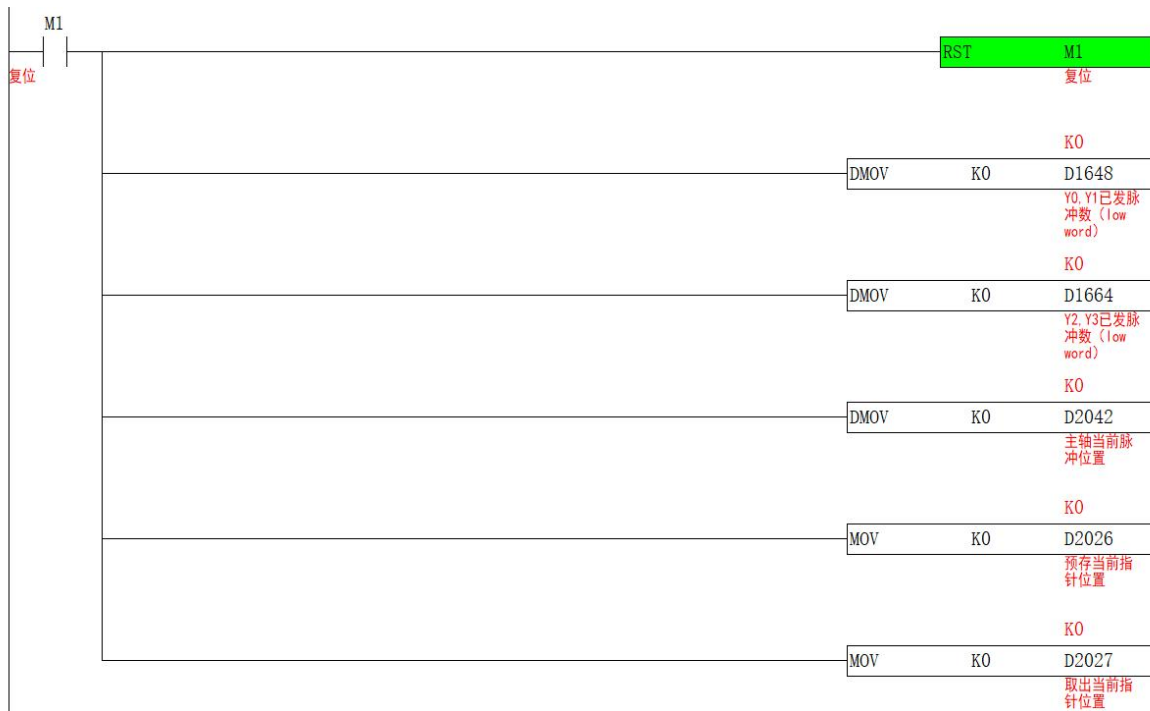 M1
复位
RST M1
复位
K0
DMOV K0 D1648
Y0,Y1已发脉
冲数（low
word）
K0
DMOV K0 D1664
Y2,Y3已发脉
冲数（low
word）
K0
DMOV K0 D2042
主轴当前脉
冲位置
K0
MOV K0 D2026
预存当前指
针位置
K0
MOV K0 D2027
取出当前指
针位置